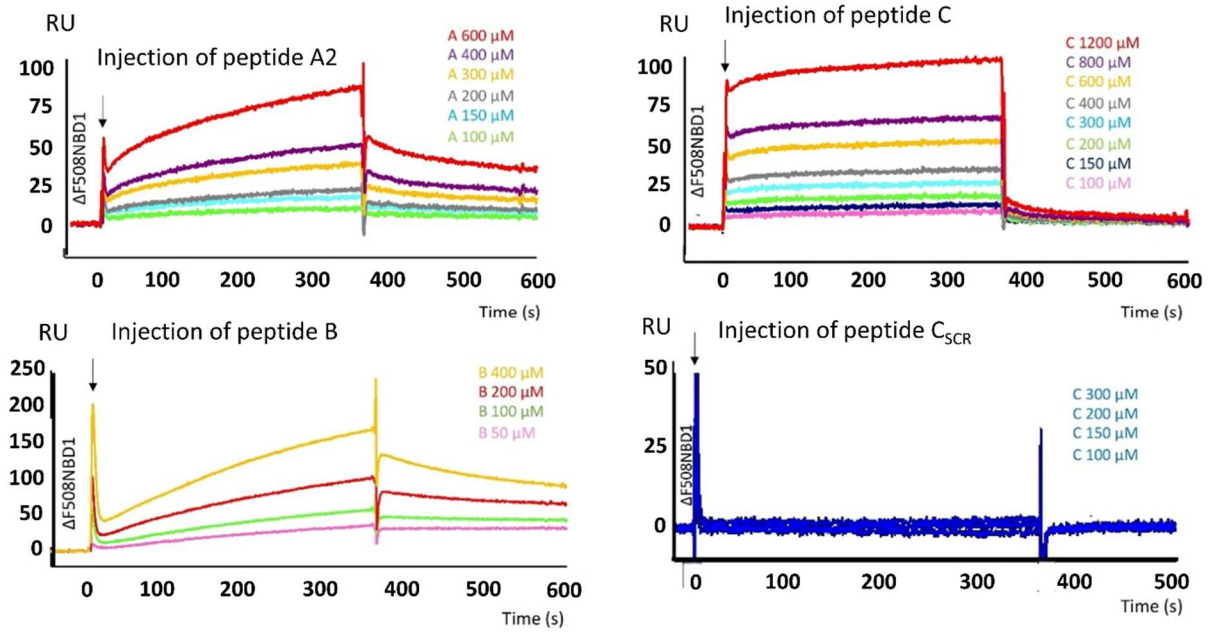 RU
Injection of peptide A2
A 600 µM
A 400 µM
A 300 µM
A 200 µM
A 150 µM
A 100 µM
100
75
50
25
0
ΔF508NBD1
0 100 200 300 400 500 600
Time (s)
RU
Injection of peptide C
C 1200 µM
C 800 µM
C 600 µM
C 400 µM
C 300 µM
C 200 µM
C 150 µM
C 100 µM
100
75
50
25
0
ΔF508NBD1
0 100 200 300 400 500 600
Time (s)
RU
Injection of peptide B
B 400 µM
B 200 µM
B 100 µM
B 50 µM
250
200
150
100
50
0
ΔF508NBD1
0 100 200 300 400 500 600
Time (s)
RU
Injection of peptide CSCR
C 300 µM
C 200 µM
C 150 µM
C 100 µM
50
25
0
ΔF508NBD1
0 100 200 300 400 500
Time (s)